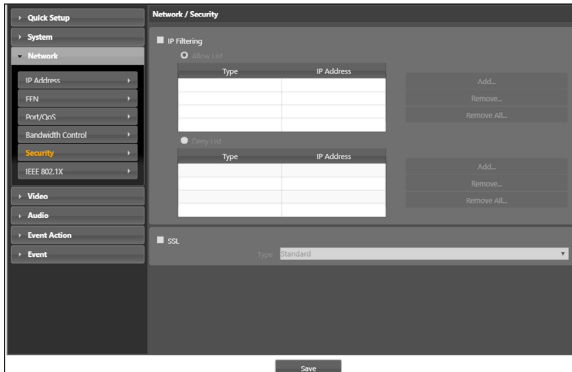 Quick Setup
System
Network
IP Address
FEN
Port/QoS
Bandwidth Control
Security
IEEE 802.1X
Video
Audio
Event Action
Event
Network / Security
IP Filtering
Allow List
Type IP Address
Add...
Remove...
Remove All...
Deny List
Type IP Address
Add...
Remove...
Remove All...
SSL
Type Standard
Save